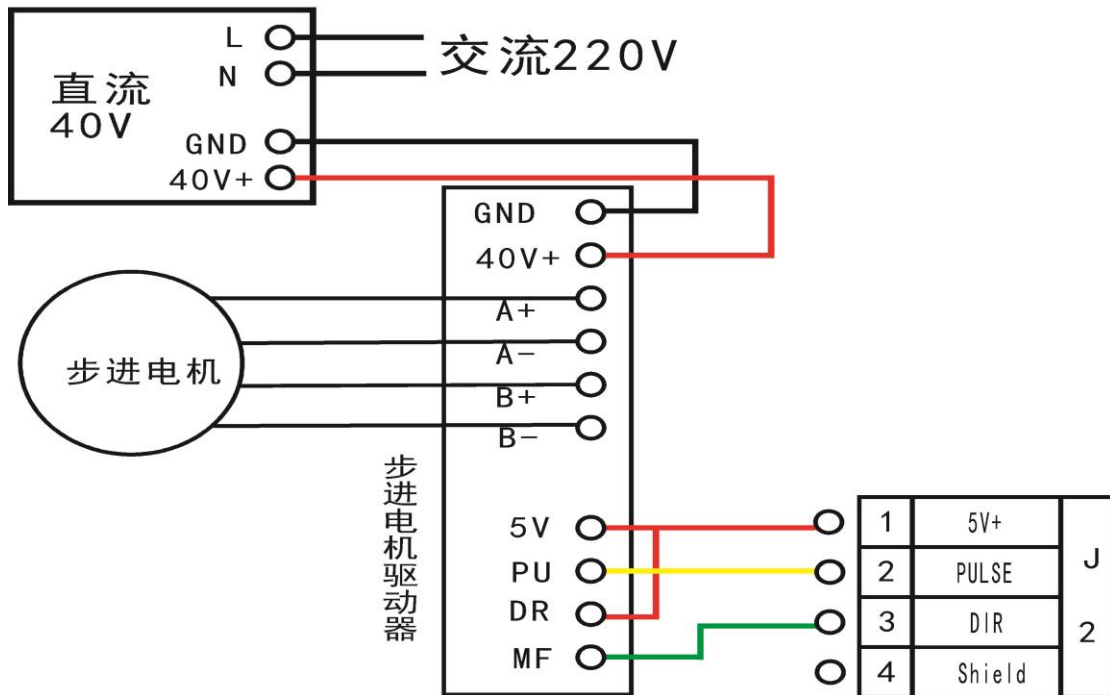 L
N
交流220V
直流
40V
GND
40V+
GND
40V+
A+
A-
B+
B-
步进电机
步进电机驱动器
5V
PU
DR
MF
1 5V+
2 PULSE
3 DIR
4 Shield
J
2